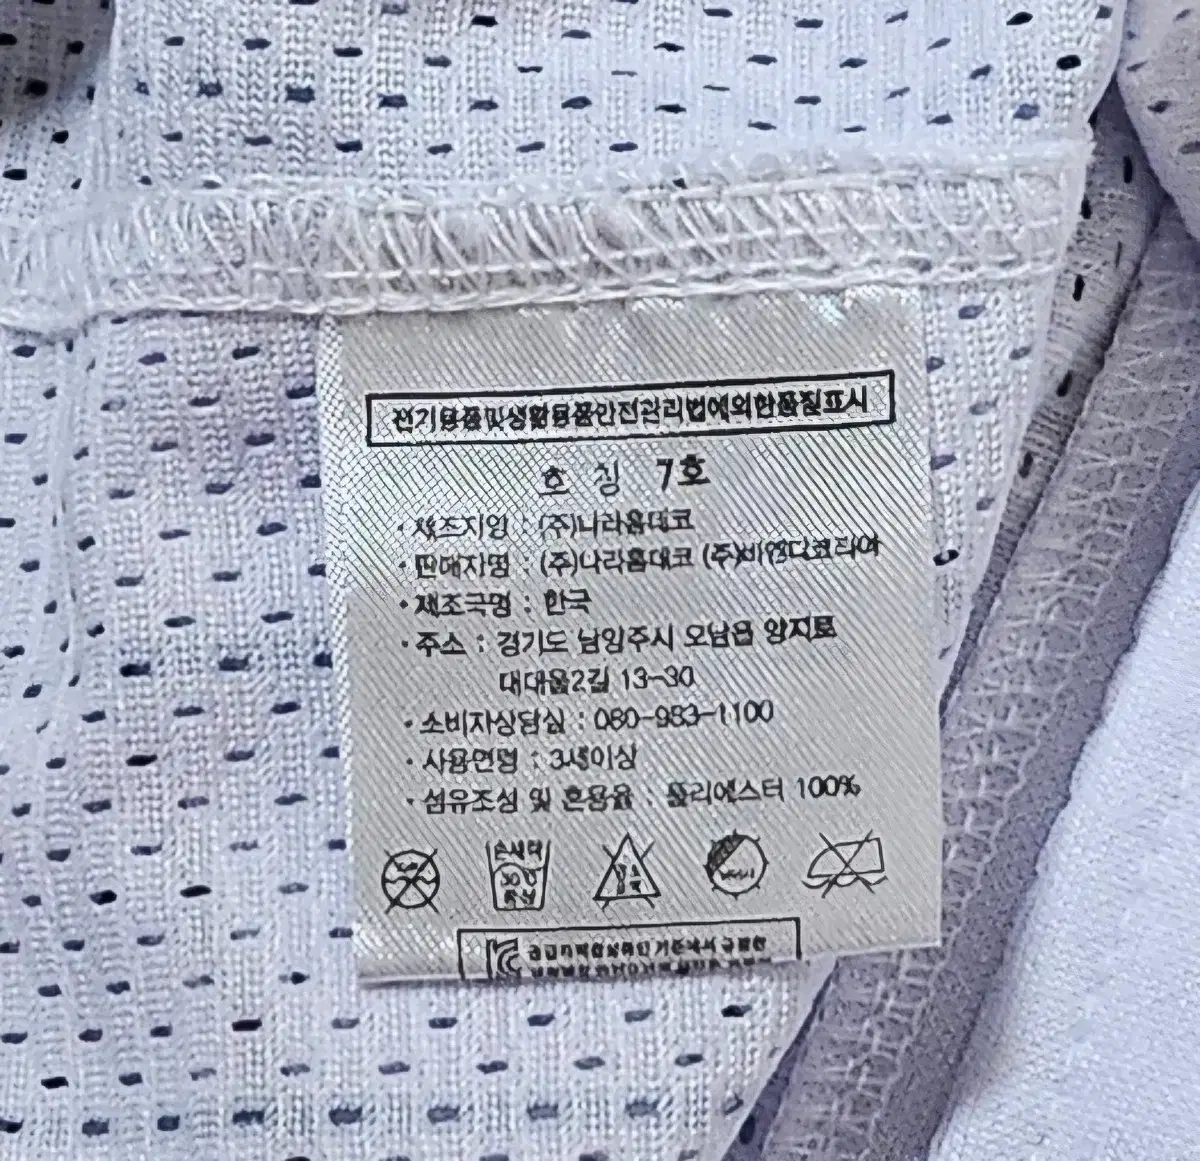 전기용품및생활용품안전관리법에의한품질표시
호 칭 7호
· 제조자명 : (주)나라홈데코
· 판매자명 : (주)나라홈데코 (주)비엠디코리아
· 제조국명 : 한국
· 주소 : 경기도 남양주시 오남읍 양지로
대대울2길 13-30
· 소비자상담실 : 080-983-1100
· 사용연령 : 3세이상
· 섬유조성 및 혼용율 : 폴리에스터 100%
손세탁
30℃
중성